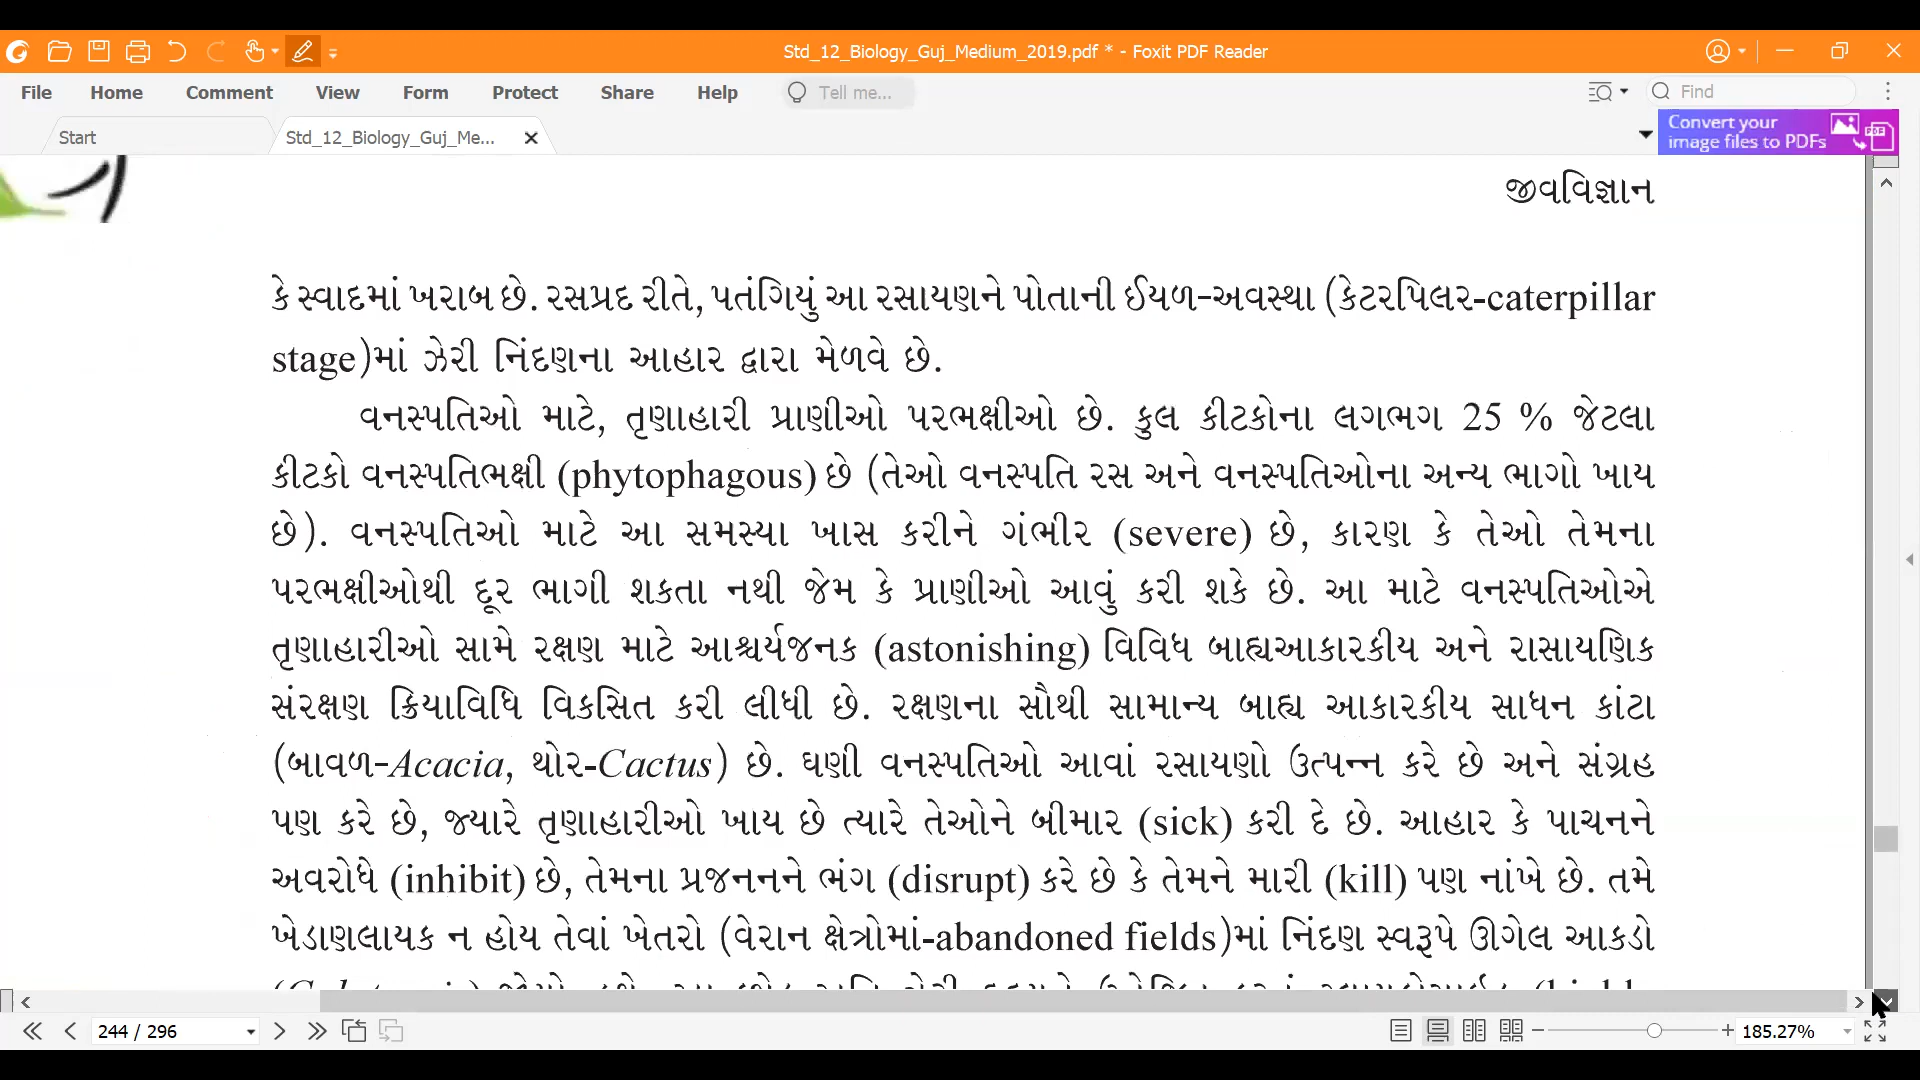 Std_12_Biology_Guj_Medium_2019.pdf * - Foxit PDF Reader
File Home Comment View Form Protect Share Help Tell me... Find
Start Std_12_Biology_Guj_Me... Convert your
image files to PDFs
જીવવિજ્ઞાન
કે સ્વાદમાં ખરાબ છે. રસપ્રદ રીતે, પતંગિયું આ રસાયણને પોતાની ઈયળ-અવસ્થા (કેટરપિલર-caterpillar
stage)માં ઝેરી નિંદણના આહાર દ્વારા મેળવે છે.
વનસ્પતિઓ માટે, તૃણાહારી પ્રાણીઓ પરભક્ષીઓ છે. કુલ કીટકોના લગભગ 25 % જેટલા
કીટકો વનસ્પતિભક્ષી (phytophagous) છે (તેઓ વનસ્પતિ રસ અને વનસ્પતિઓના અન્ય ભાગો ખાય
છે). વનસ્પતિઓ માટે આ સમસ્યા ખાસ કરીને ગંભીર (severe) છે, કારણ કે તેઓ તેમના
પરભક્ષીઓથી દૂર ભાગી શકતા નથી જેમ કે પ્રાણીઓ આવું કરી શકે છે. આ માટે વનસ્પતિઓએ
તૃણાહારીઓ સામે રક્ષણ માટે આશ્ચર્યજનક (astonishing) વિવિધ બાહ્યઆકારકીય અને રાસાયણિક
સંરક્ષણ ક્રિયાવિધિ વિકસિત કરી લીધી છે. રક્ષણના સૌથી સામાન્ય બાહ્ય આકારકીય સાધન કાંટા
(બાવળ-Acacia, થોર-Cactus) છે. ઘણી વનસ્પતિઓ આવાં રસાયણો ઉત્પન્ન કરે છે અને સંગ્રહ
પણ કરે છે, જ્યારે તૃણાહારીઓ ખાય છે ત્યારે તેઓને બીમાર (sick) કરી દે છે. આહાર કે પાચનને
અવરોધે (inhibit) છે, તેમના પ્રજનનને ભંગ (disrupt) કરે છે કે તેમને મારી (kill) પણ નાંખે છે. તમે
ખેડાણલાયક ન હોય તેવાં ખેતરો (વેરાન ક્ષેત્રોમાં-abandoned fields)માં નિંદણ સ્વરૂપે ઊગેલ આકડો
244 / 296 185.27%